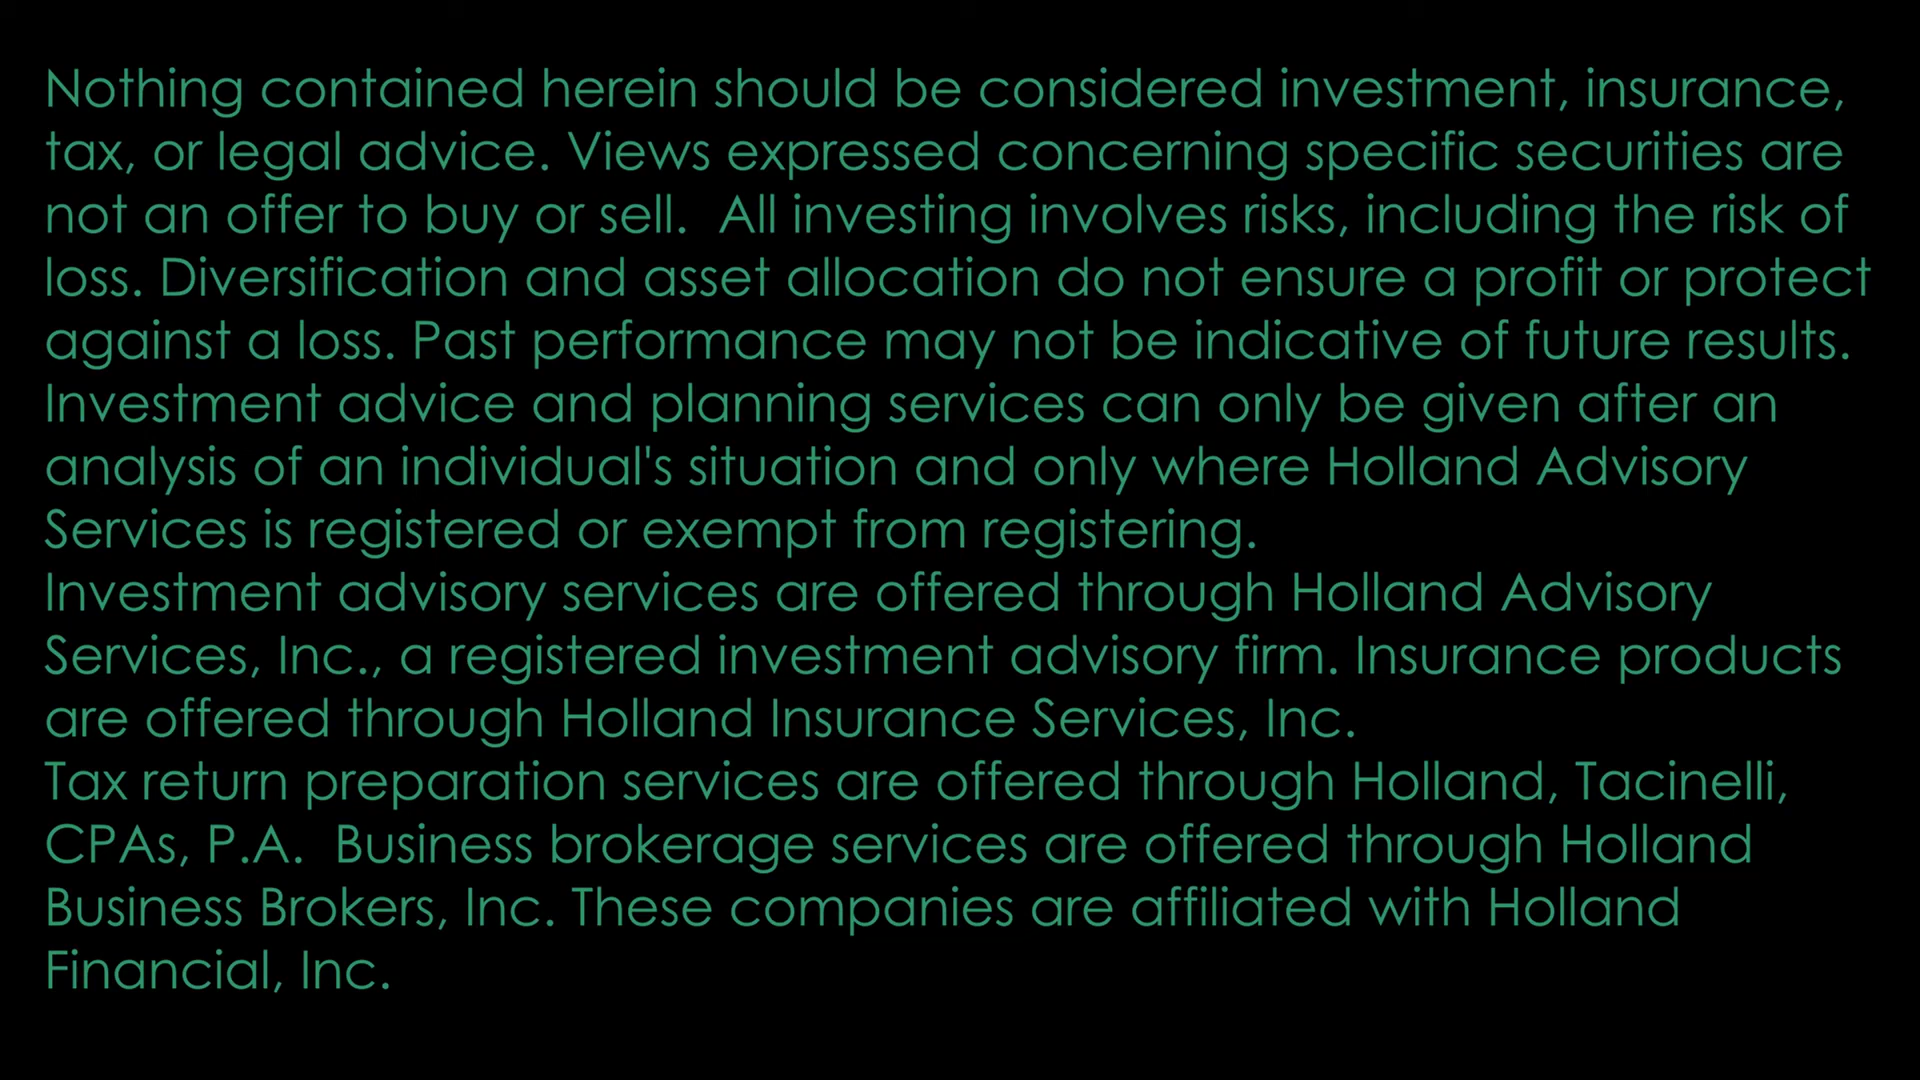 Nothing contained herein should be considered investment, insurance,
tax, or legal advice. Views expressed concerning specific securities are
not an offer to buy or sell.  All investing involves risks, including the risk of
loss. Diversification and asset allocation do not ensure a profit or protect
against a loss. Past performance may not be indicative of future results.
Investment advice and planning services can only be given after an
analysis of an individual's situation and only where Holland Advisory
Services is registered or exempt from registering.
Investment advisory services are offered through Holland Advisory
Services, Inc., a registered investment advisory firm. Insurance products
are offered through Holland Insurance Services, Inc.
Tax return preparation services are offered through Holland, Tacinelli,
CPAs, P.A.  Business brokerage services are offered through Holland
Business Brokers, Inc. These companies are affiliated with Holland
Financial, Inc.